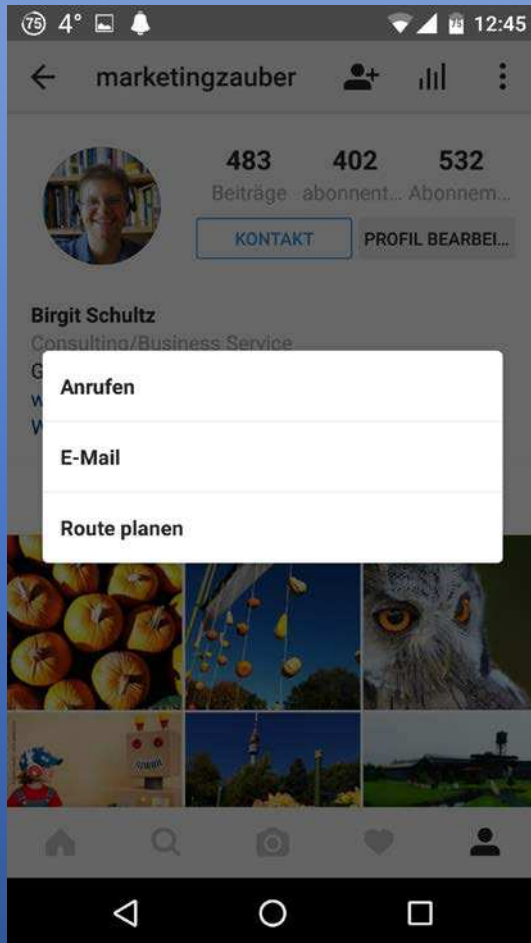 75 4° 75 12:45
marketingzauber
483 402 532
Beiträge abonnent... Abonnem...
KONTAKT PROFIL BEARBEI...
Birgit Schultz
Consulting/Business Service
G
w
W
Anrufen
E-Mail
Route planen